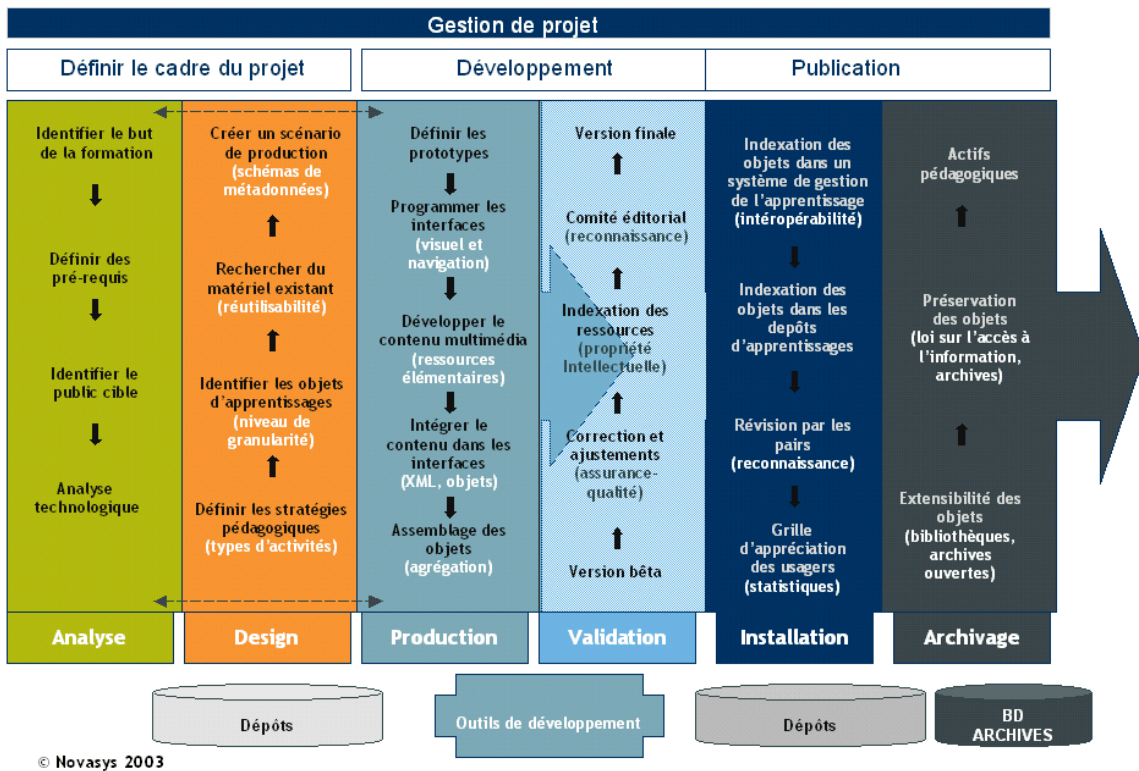 Gestion de projet
Définir le cadre du projet
Développement
Publication
Identifier le but
de la formation
Définir des
pré-requis
Identifier le
public cible
Analyse
technologique
Créer un scénario
de production
(schémas de
métadonnées)
Rechercher du
matériel existant
(réutilisabilité)
Identifier les objets
d'apprentissages
(niveau de
granularité)
Définir les stratégies
pédagogiques
(types d'activités)
Définir les
prototypes
Programmer les
interfaces
(visuel et
navigation)
Développer le
contenu multimédia
(ressources
élémentaires)
Intégrer le
contenu dans les
interfaces
(XML, objets)
Assemblage des
objets
(agrégation)
Version finale
Comité éditorial
(reconnaissance)
Indexation des
ressources
(propriété
Intellectuelle)
Correction et
ajustements
(assurance-
qualité)
Version bêta
Indexation des
objets dans un
système de gestion
de l'apprentissage
(intéropérabilité)
Indexation des
objets dans les
depôts
d'apprentissages
Révision par les
pairs
(reconnaissance)
Grille
d'appréciation
des usagers
(statistiques)
Actifs
pédagogiques
Préservation
des objets
(loi sur l'accès à
l'information,
archives)
Extensibilité des
objets
(bibliothèques,
archives
ouvertes)
Analyse
Design
Production
Validation
Installation
Archivage
Dépôts
Outils de développement
Dépôts
BD
ARCHIVES
© Novasys 2003